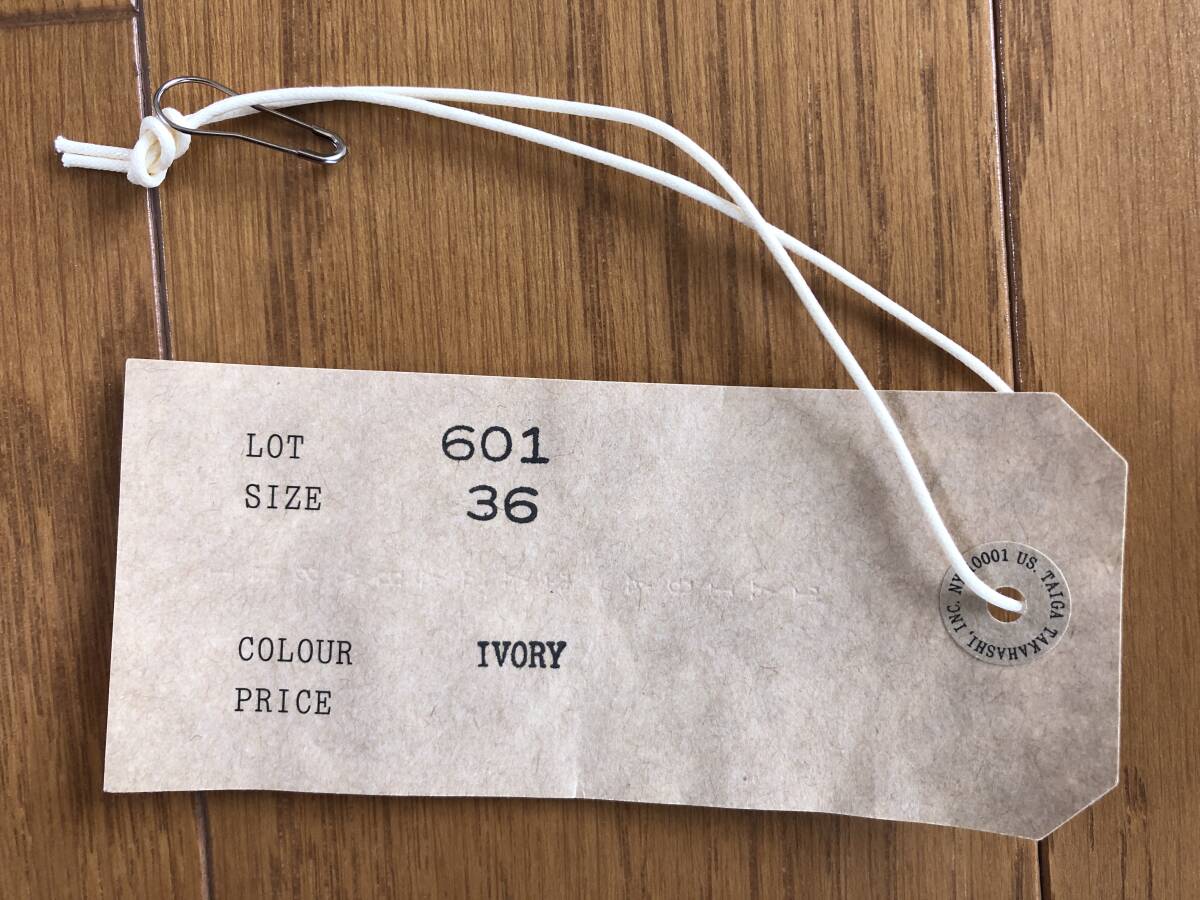 LOT 601
SIZE 36
COLOUR IVORY
PRICE
TAIGA TAKAHASHI, INC. NY 10001 US.